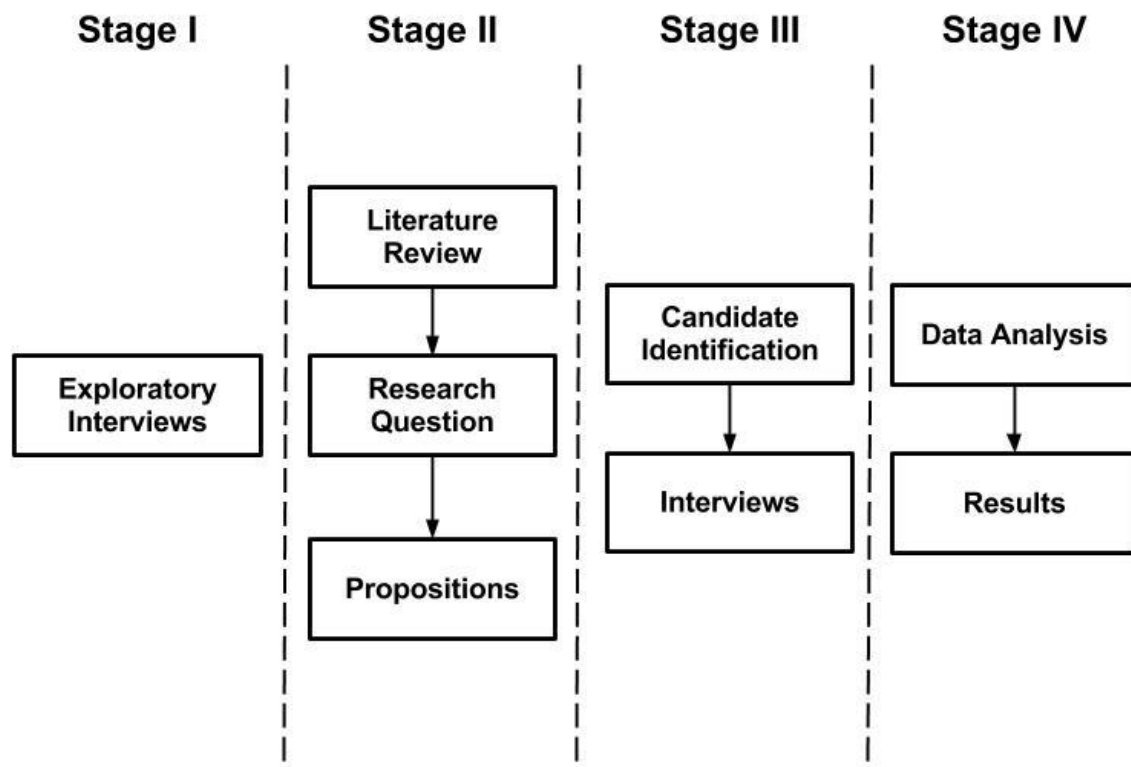 Stage I
Stage II
Stage III
Stage IV
Exploratory
Interviews
Literature
Review
Research
Question
Propositions
Candidate
Identification
Interviews
Data Analysis
Results